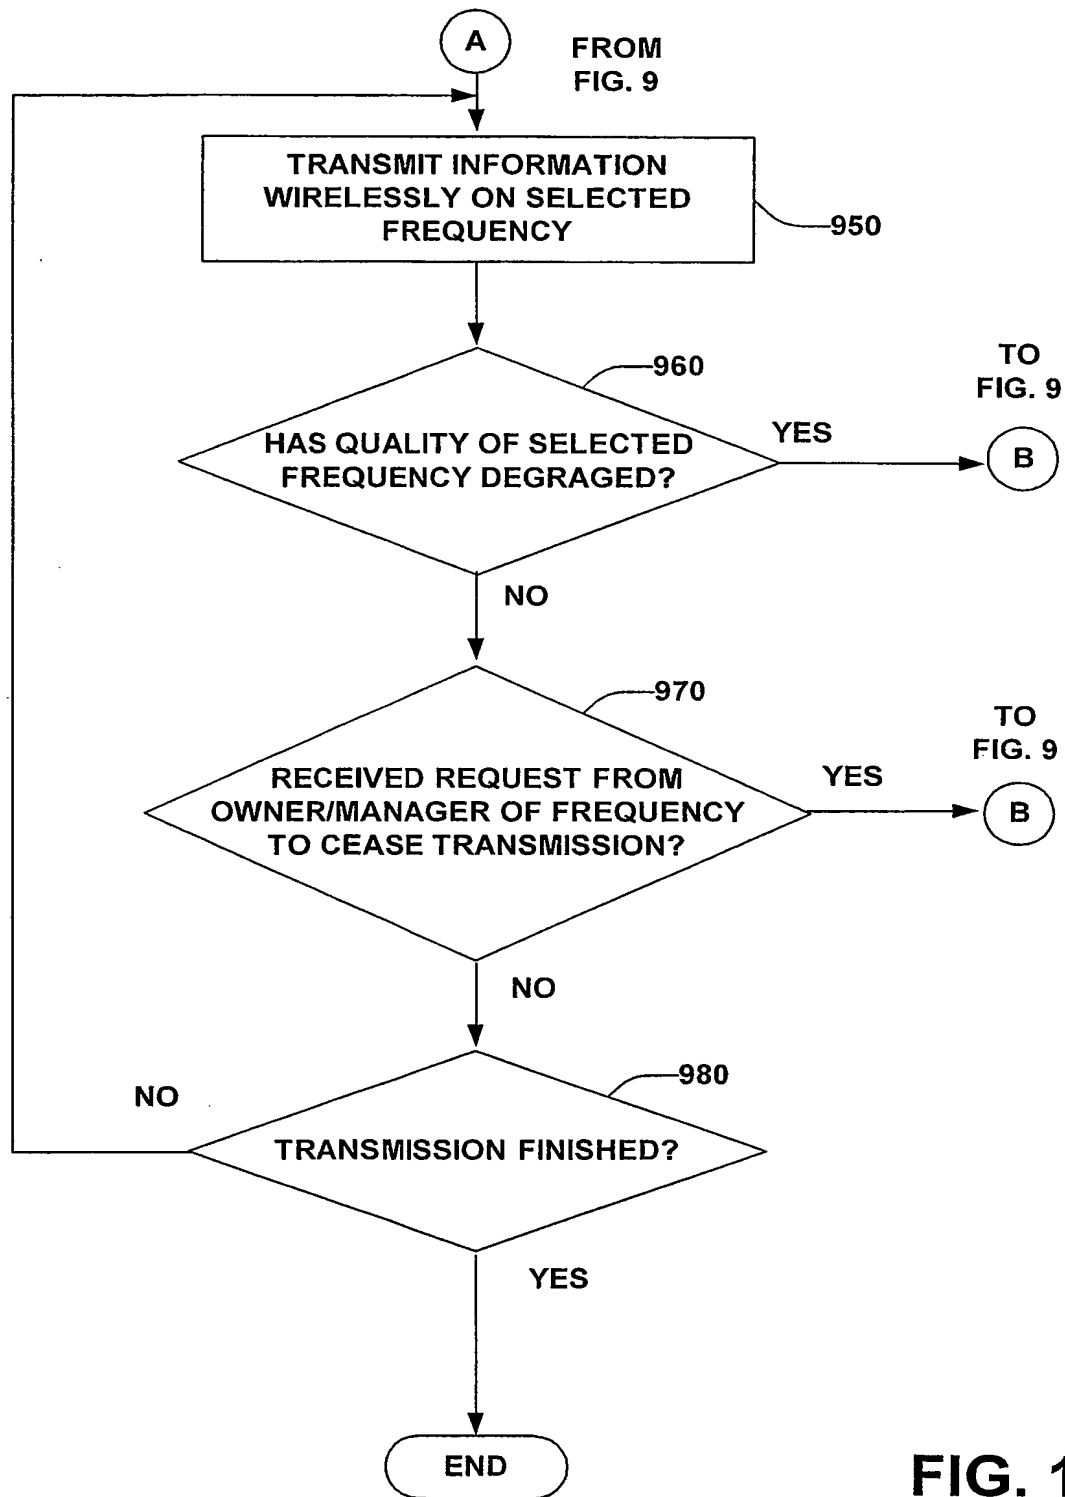 A
FROM
FIG. 9
TRANSMIT INFORMATION
WIRELESSLY ON SELECTED
FREQUENCY
950
960
TO
FIG. 9
HAS QUALITY OF SELECTED
FREQUENCY DEGRAGED?
YES
B
NO
970
TO
FIG. 9
RECEIVED REQUEST FROM
OWNER/MANAGER OF FREQUENCY
TO CEASE TRANSMISSION?
YES
B
NO
980
NO
TRANSMISSION FINISHED?
YES
END
FIG. 1